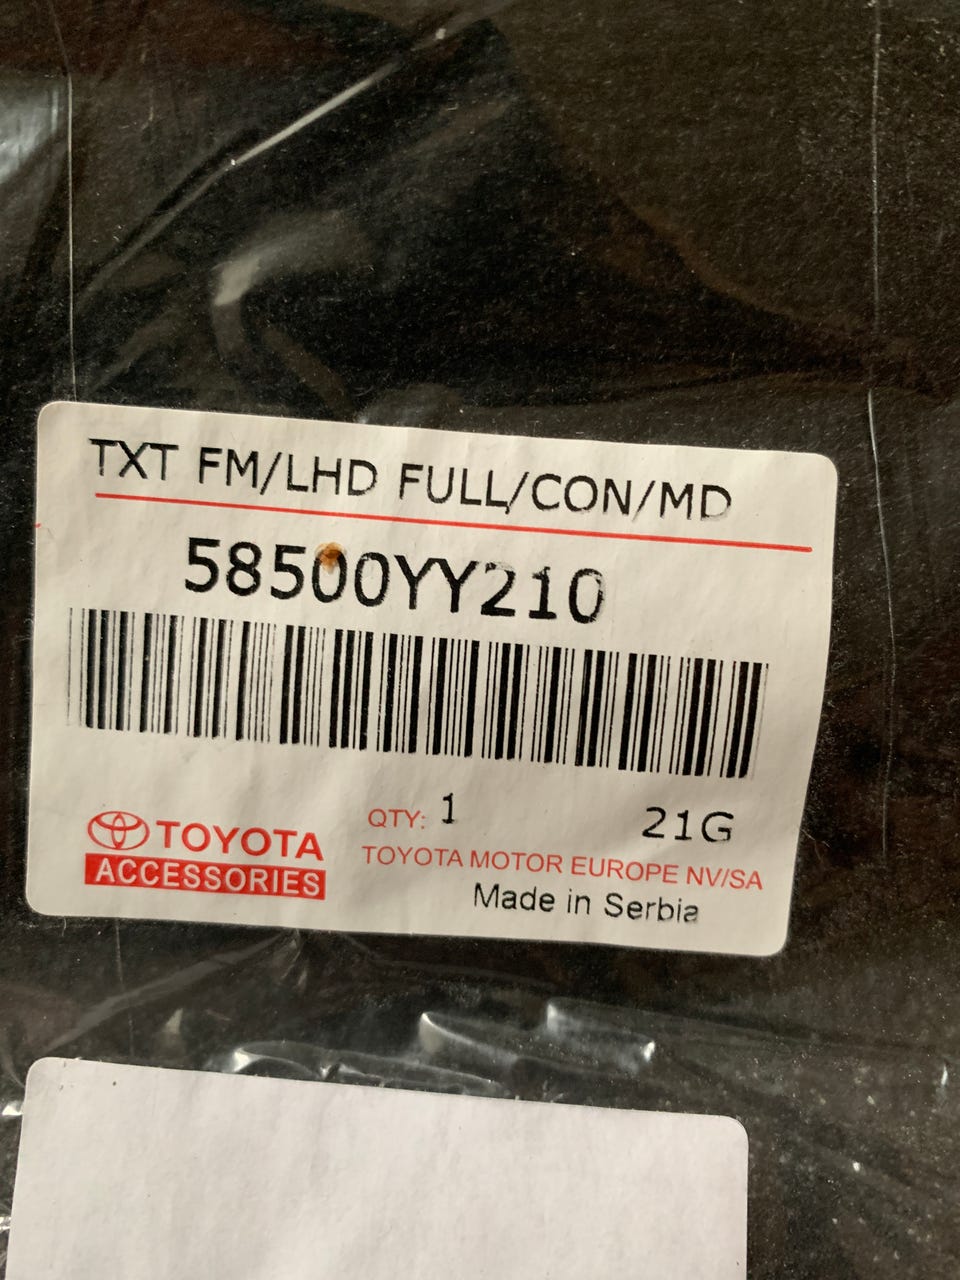 TXT FM/LHD FULL/CON/MD
58500YY210
QTY: 1
21G
TOYOTA
ACCESSORIES
TOYOTA MOTOR EUROPE NV/SA
Made in Serbia